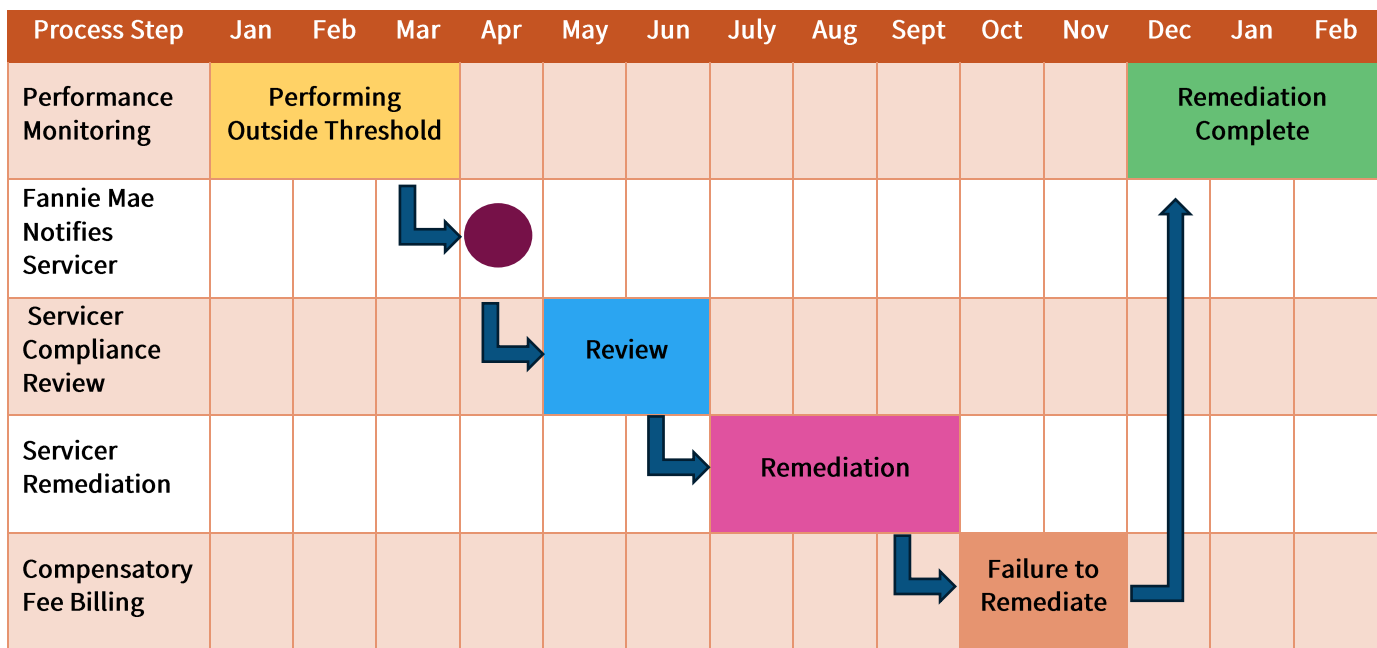 Process Step Jan Feb Mar Apr May Jun July Aug Sept Oct Nov Dec Jan Feb
Performance
Monitoring
Performing
Outside Threshold
Remediation
Complete
Fannie Mae
Notifies
Servicer
Servicer
Compliance
Review
Review
Servicer
Remediation
Remediation
Compensatory
Fee Billing
Failure to
Remediate